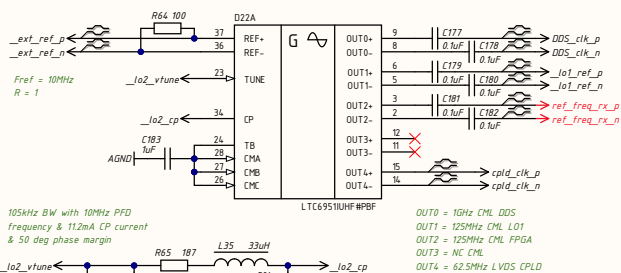 R64 100
D22A
__ext_ref_p
37
REF+
G
OUT0+
9
C177
0.1uF
DDS_clk_p
__ext_ref_n
36
REF-
OUT0-
8
C178
0.1uF
DDS_clk_n
Fref = 10MHz
R = 1
__lo2_vtune
23
TUNE
OUT1+
6
C179
0.1uF
__lo1_ref_p
OUT1-
5
C180
0.1uF
__lo1_ref_n
__lo2_cp
34
CP
OUT2+
3
C181
0.1uF
ref_freq_rx_p
OUT2-
2
C182
0.1uF
ref_freq_rx_n
C183
1uF
AGND
24
TB
28
CMA
27
CMB
26
CMC
OUT3+
12
OUT3-
11
OUT4+
15
cpld_clk_p
OUT4-
14
cpld_clk_n
LTC6951IUHF#PBF
105kHz BW with 10MHz PFD
frequency & 11.2mA CP current
& 50 deg phase margin
OUT0 = 1GHz CML DDS
OUT1 = 125MHz CML LO1
OUT2 = 125MHz CML FPGA
OUT3 = NC CML
OUT4 = 62.5MHz LVDS CPLD
R65 187
L35 33uH
__lo2_vtune
__lo2_cp